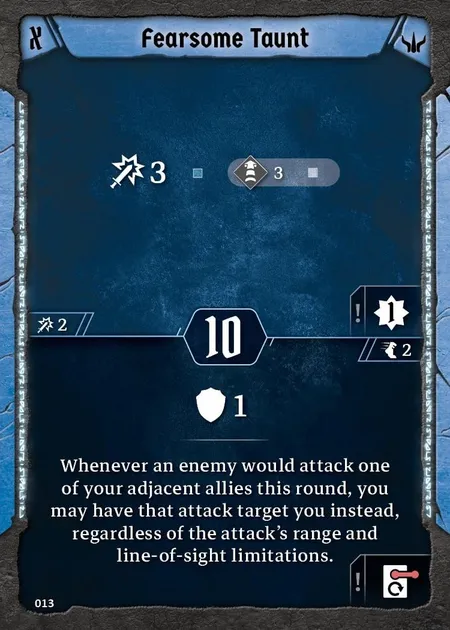 Fearsome Taunt
3
3
1
2
10
2
1
Whenever an enemy would attack one
of your adjacent allies this round, you
may have that attack target you instead,
regardless of the attack's range and
line-of-sight limitations.
!
!
013